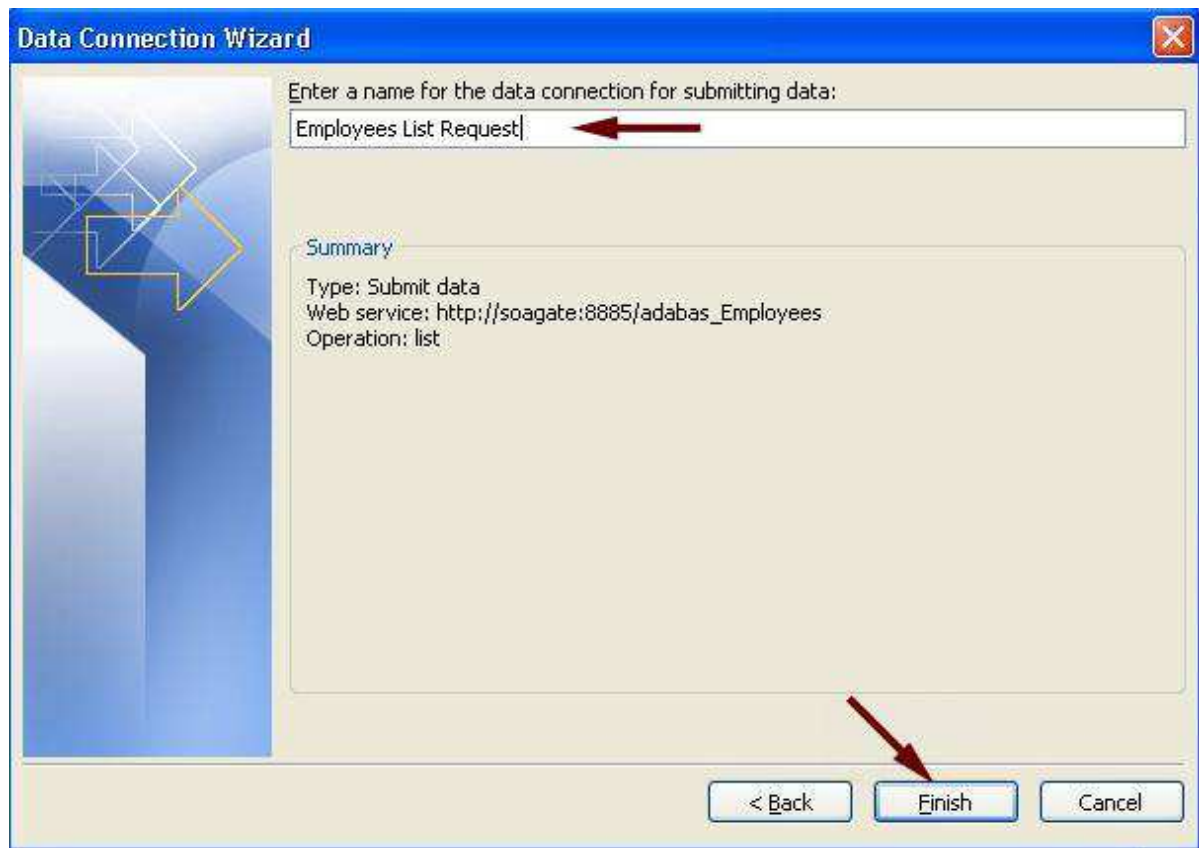 Data Connection Wizard
Enter a name for the data connection for submitting data:
Employees List Request
Summary
Type: Submit data
Web service: http://soagate:8885/adabas_Employees
Operation: list
< Back
Finish
Cancel